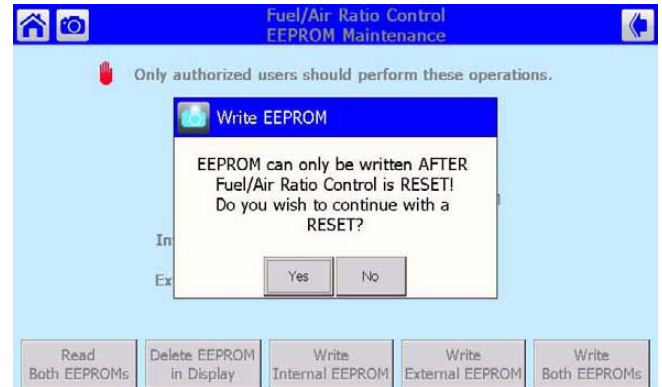 Fuel/Air Ratio Control
EEPROM Maintenance
Only authorized users should perform these operations.
Write EEPROM
EEPROM can only be written AFTER
Fuel/Air Ratio Control is RESET!
Do you wish to continue with a
RESET?
In
Ex
Yes No
Read
Both EEPROMs
Delete EEPROM
in Display
Write
Internal EEPROM
Write
External EEPROM
Write
Both EEPROMs